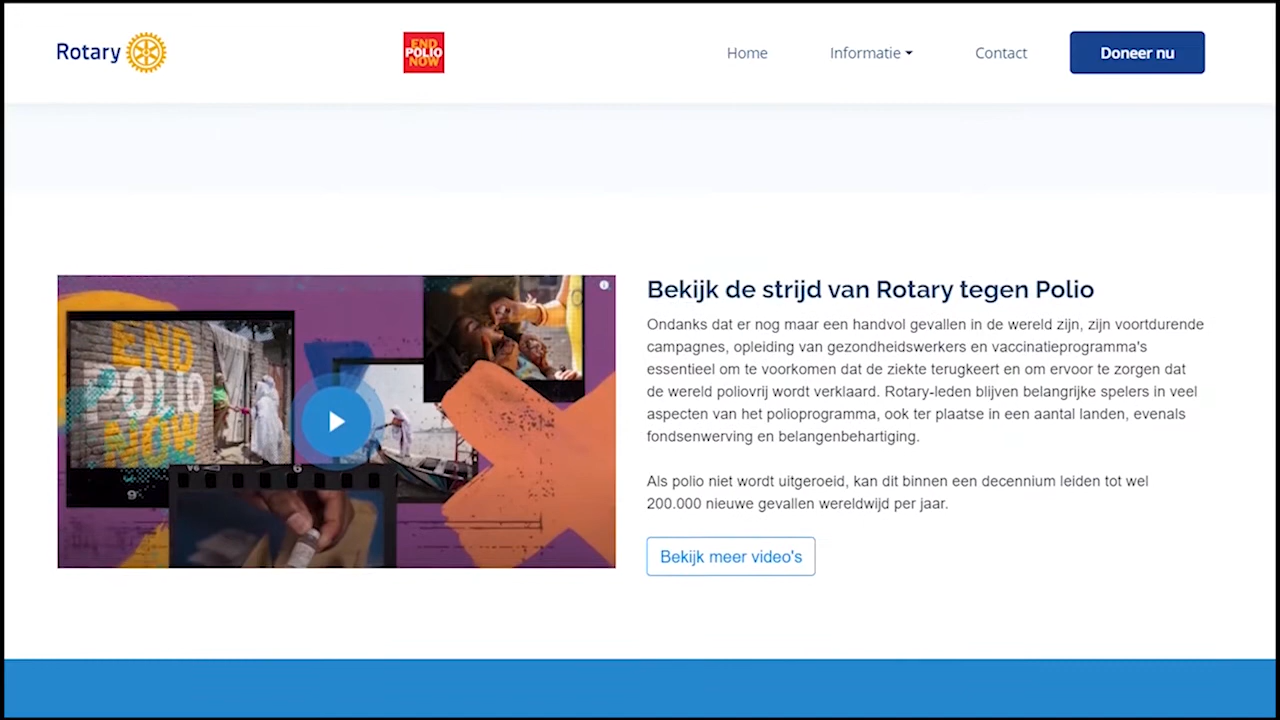 Rotary
END
POLIO
NOW
Home
Informatie
Contact
Doneer nu
END
POLIO
NOW
6
9
Bekijk de strijd van Rotary tegen Polio
Ondanks dat er nog maar een handvol gevallen in de wereld zijn, zijn voortdurende
campagnes, opleiding van gezondheidswerkers en vaccinatieprogramma's
essentieel om te voorkomen dat de ziekte terugkeert en om ervoor te zorgen dat
de wereld poliovrij wordt verklaard. Rotary-leden blijven belangrijke spelers in veel
aspecten van het polioprogramma, ook ter plaatse in een aantal landen, evenals
fondsenwerving en belangenbehartiging.
Als polio niet wordt uitgeroeid, kan dit binnen een decennium leiden tot wel
200.000 nieuwe gevallen wereldwijd per jaar.
Bekijk meer video's